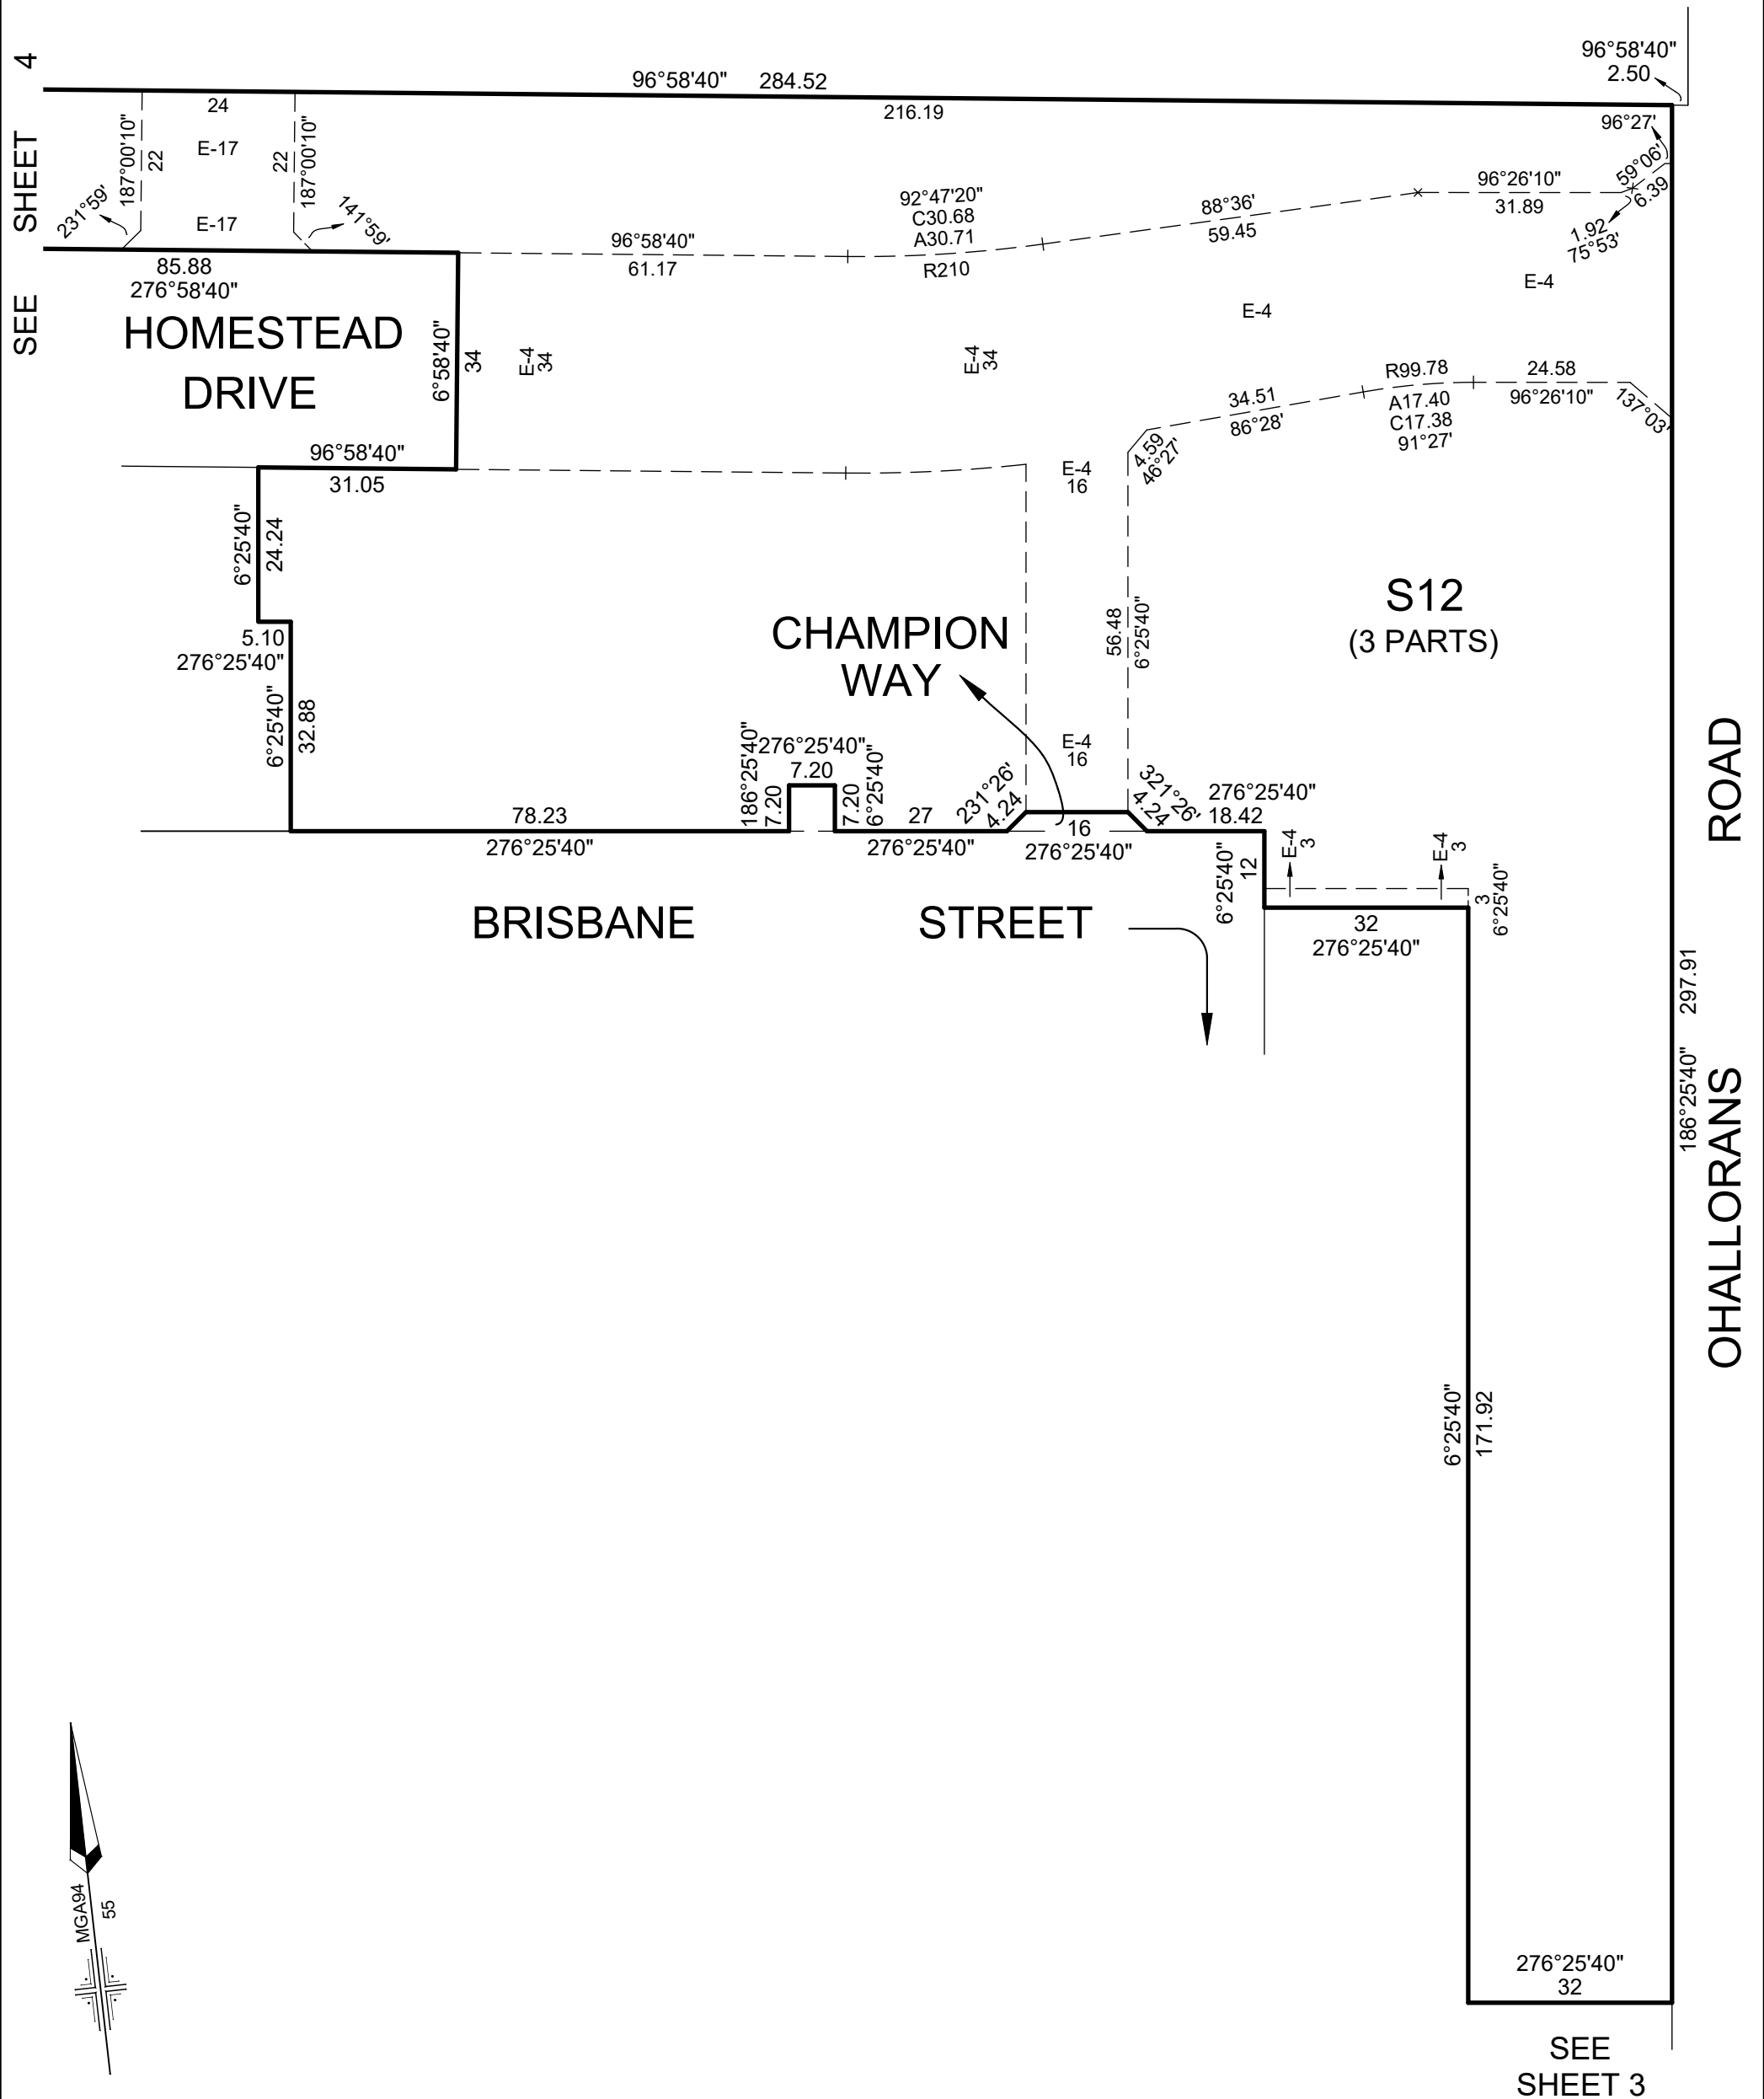 SEE SHEET 4
96°58'40" 284.52
216.19
96°58'40"
2.50
24
187°00'10"
22
E-17
22
187°00'10"
231°59'
E-17
141°59'
96°27'
59°06'
6.39
96°26'10"
31.89
1.92
75°53'
92°47'20"
C30.68
A30.71
R210
88°36'
59.45
96°58'40"
61.17
85.88
276°58'40"
HOMESTEAD
DRIVE
6°58'40"
34
E-4
34
E-4
34
E-4
E-4
R99.78
A17.40
C17.38
91°27'
24.58
96°26'10"
137°03'
34.51
86°28'
4.59
46°27'
96°58'40"
31.05
E-4
16
6°25'40"
24.24
S12
(3 PARTS)
CHAMPION
WAY
56.48
6°25'40"
5.10
276°25'40"
6°25'40"
32.88
186°25'40"
7.20
276°25'40"
7.20
7.20
6°25'40"
E-4
16
231°26'
4.24
321°26'
4.24
276°25'40"
18.42
78.23
276°25'40"
27
276°25'40"
16
276°25'40"
6°25'40"
12
E-4
3
E-4
3
3
6°25'40"
32
276°25'40"
BRISBANE STREET
297.91
186°25'40"
OHALLORANS ROAD
6°25'40"
171.92
MGA94
55
276°25'40"
32
SEE
SHEET 3